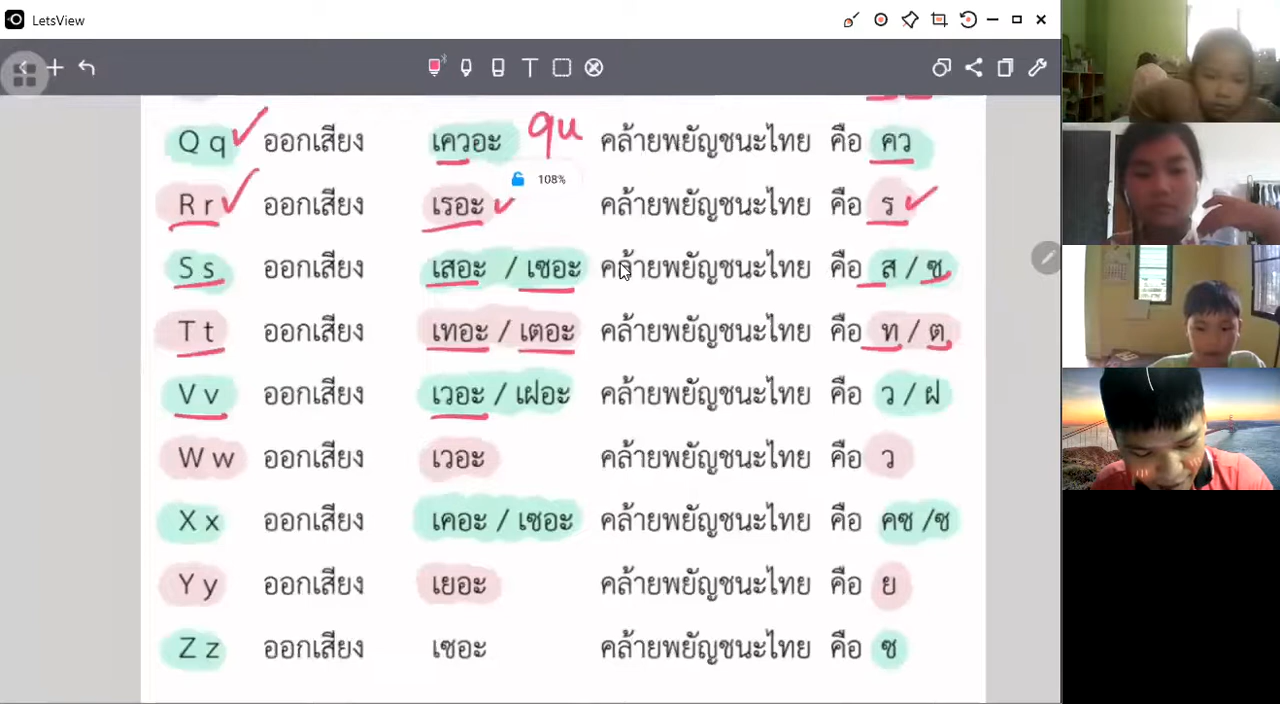 LetsView
Q q ออกเสียง เควอะ qu คล้ายพยัญชนะไทย คือ คว
108%
R r ออกเสียง เรอะ คล้ายพยัญชนะไทย คือ ร
S s ออกเสียง เสอะ / เซอะ คล้ายพยัญชนะไทย คือ ส / ซ
T t ออกเสียง เทอะ / เตอะ คล้ายพยัญชนะไทย คือ ท / ต
V v ออกเสียง เวอะ / เฝอะ คล้ายพยัญชนะไทย คือ ว / ฝ
W w ออกเสียง เวอะ คล้ายพยัญชนะไทย คือ ว
X x ออกเสียง เคอะ / เซอะ คล้ายพยัญชนะไทย คือ คซ /ซ
Y y ออกเสียง เยอะ คล้ายพยัญชนะไทย คือ ย
Z z ออกเสียง เซอะ คล้ายพยัญชนะไทย คือ ซ